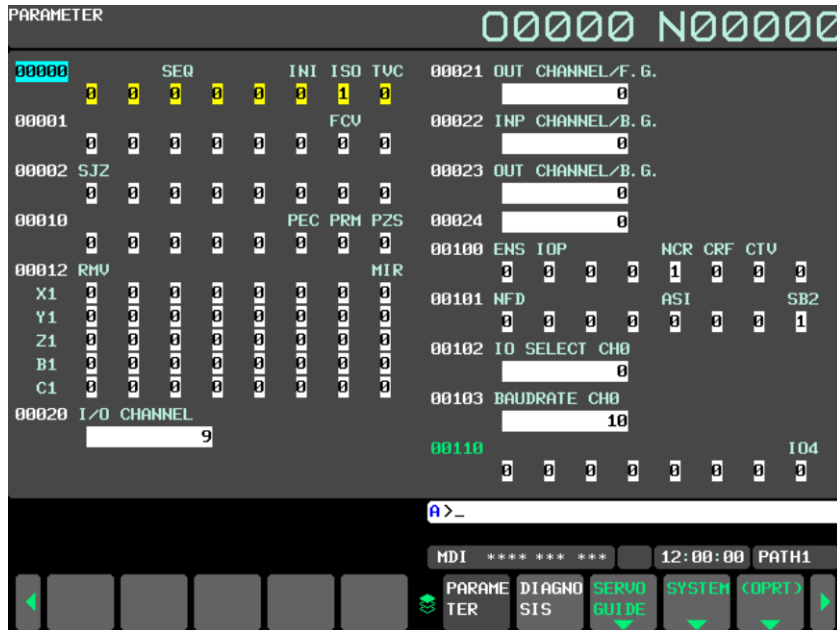 PARAMETER
O0000 N00000
00000 SEQ INI ISO TVC
0 0 0 0 0 0 1 0
00001 FCV
0 0 0 0 0 0 0 0
00002 SJZ
0 0 0 0 0 0 0 0
00010 PEC PRM PZS
0 0 0 0 0 0 0 0
00012 RMV MIR
X1 0 0 0 0 0 0 0 0
Y1 0 0 0 0 0 0 0 0
Z1 0 0 0 0 0 0 0 0
B1 0 0 0 0 0 0 0 0
C1 0 0 0 0 0 0 0 0
00020 I/O CHANNEL
9
00021 OUT CHANNEL/F.G.
0
00022 INP CHANNEL/B.G.
0
00023 OUT CHANNEL/B.G.
0
00024 0
00100 ENS IOP NCR CRF CTV
0 0 0 0 1 0 0 0
00101 NFD ASI SB2
0 0 0 0 0 0 0 1
00102 IO SELECT CH0
0
00103 BAUDRATE CH0
10
00110 IO4
0 0 0 0 0 0 0 0
A>_
MDI **** *** *** 12:00:00 PATH1
PARAME DIAGNO SERVO SYSTEM (OPRT)
TER SIS GUIDE